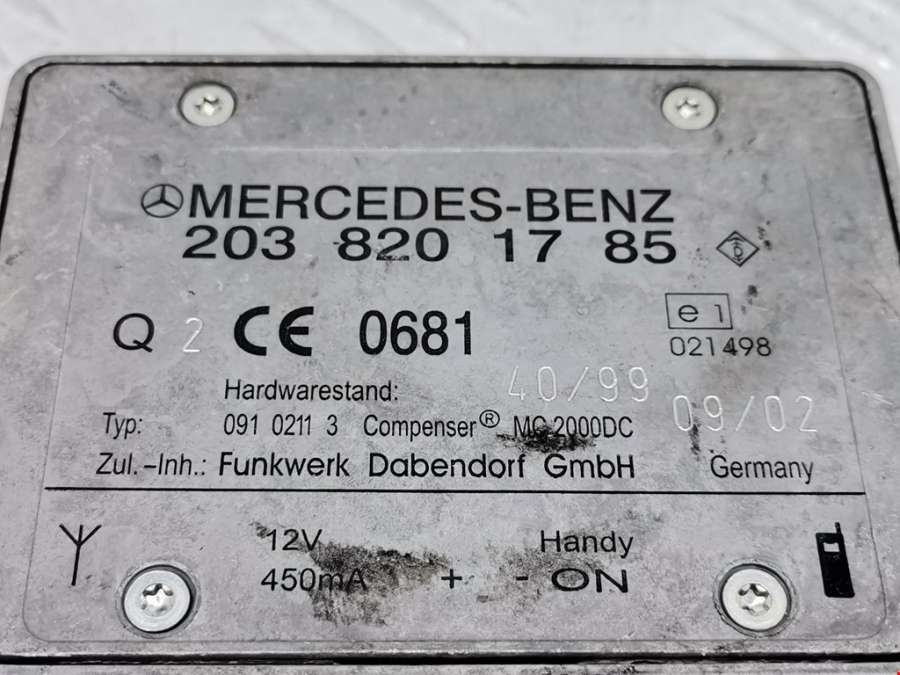 MERCEDES-BENZ
203 820 17 85
Q 2 CE 0681 e1
021498
Hardwarestand: 40/99
Typ: 091 0211 3 Compenser® MC 2000DC 09/02
Zul.-Inh.: Funkwerk Dabendorf GmbH Germany
12V Handy
450mA + - ON